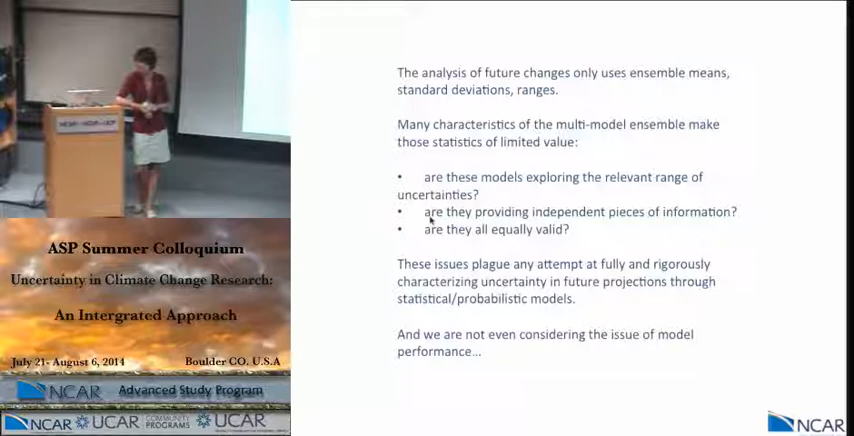 The analysis of future changes only uses ensemble means,
standard deviations, ranges.
Many characteristics of the multi-model ensemble make
those statistics of limited value:
• are these models exploring the relevant range of
uncertainties?
• are they providing independent pieces of information?
• are they all equally valid?
These issues plague any attempt at fully and rigorously
characterizing uncertainty in future projections through
statistical/probabilistic models.
And we are not even considering the issue of model
performance...
NCAR
ASP Summer Colloquium
Uncertainty in Climate Change Research:
An Intergrated Approach
July 21- August 6, 2014 Boulder CO. U.S.A
NCAR Advanced Study Program
NCAR UCAR COMMUNITY PROGRAMS UCAR